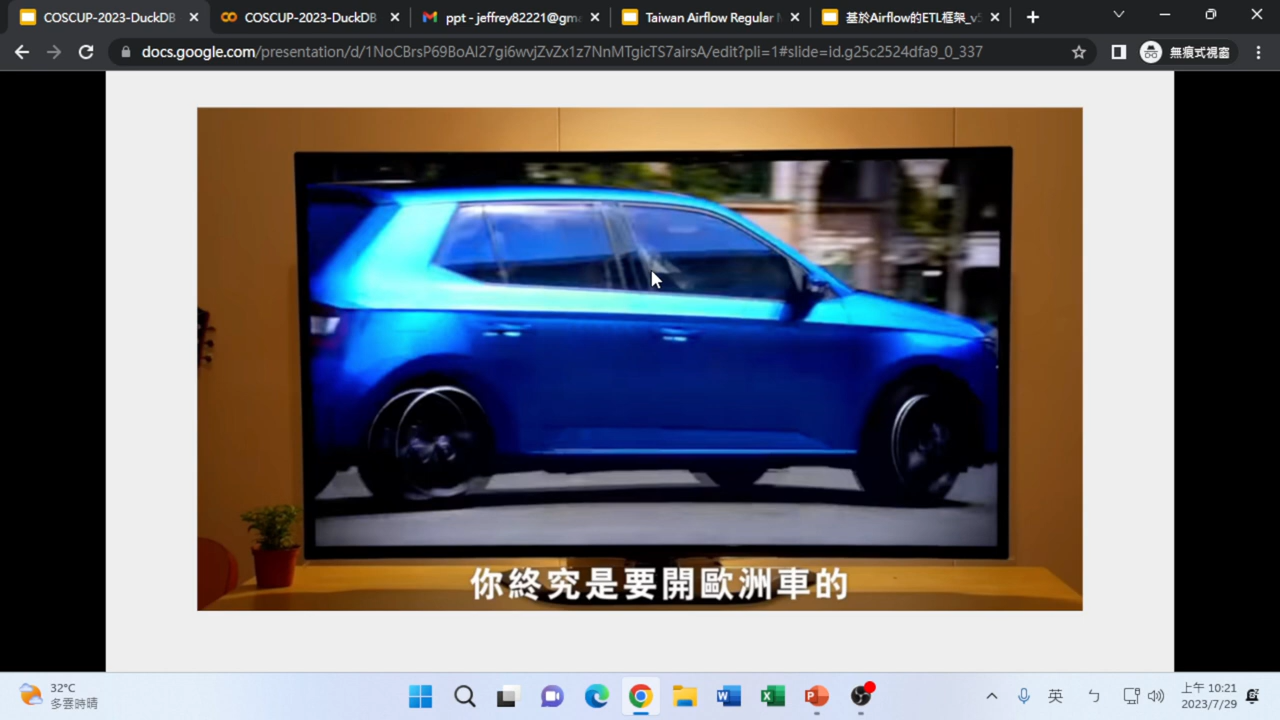 COSCUP-2023-DuckDB
COSCUP-2023-DuckDB
ppt - jeffrey82221@gma
Taiwan Airflow Regular
基於Airflow的ETL框架_v
docs.google.com/presentation/d/1NoCBrsP69BoAI27gi6wvjZvZx1z7NnMTgicTS7airsA/edit?pli=1#slide=id.g25c2524dfa9_0_337
無痕式視窗
你終究是要開歐洲車的
32°C
多雲時晴
英
ㄅ
上午 10:21
2023/7/29